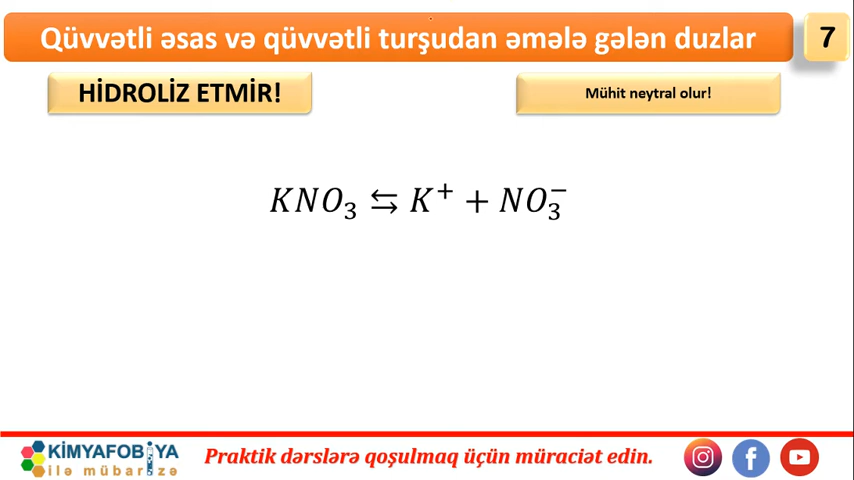 Qüvvətli əsas və qüvvətli turşudan əmələ gələn duzlar
7
HİDROLİZ ETMİR!
Mühit neytral olur!
KNO₃ ⇆ K⁺ + NO₃⁻
KİMYAFOBİYA
ilə mübarizə
Praktik dərslərə qoşulmaq üçün müraciət edin.